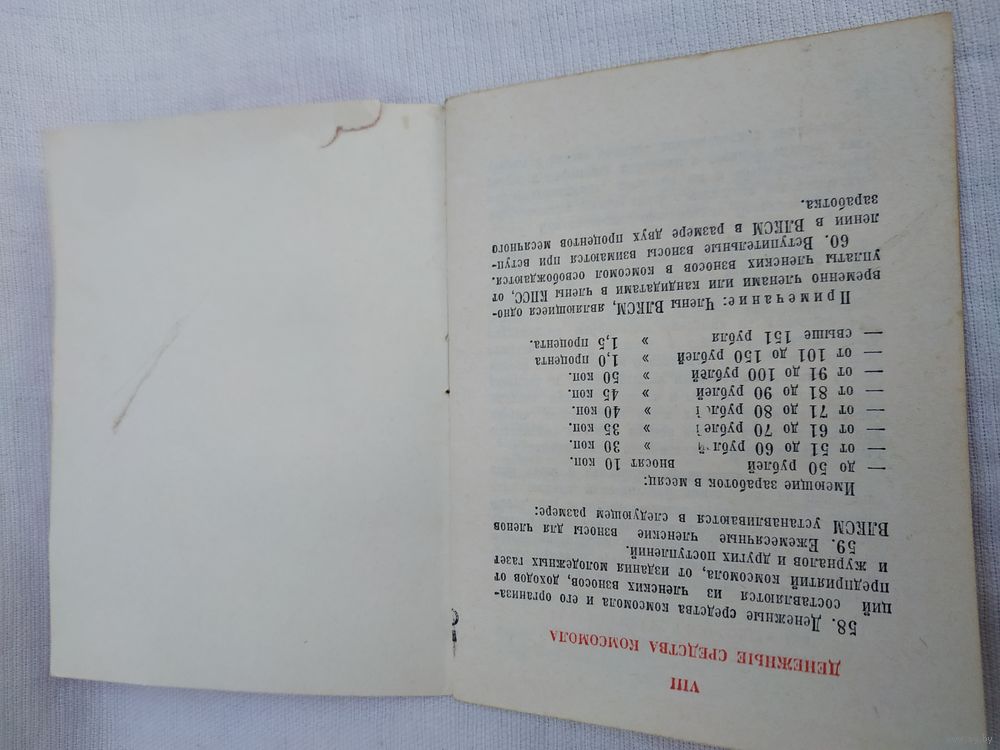 VIII
ДЕНЕЖНЫЕ СРЕДСТВА КОМСОМОЛА
58. Денежные средства комсомола и его организа-
ций составляются из членских взносов, доходов от
предприятий комсомола, от издания молодежных газет
и журналов и других поступлений.
59. Ежемесячные членские взносы для членов
ВЛКСМ устанавливаются в следующем размере:
Имеющие заработок в месяц:
— до 50 рублей вносят 10 коп.
— от 51 до 60 рублей » 30 коп.
— от 61 до 70 рублей » 35 коп.
— от 71 до 80 рублей » 40 коп.
— от 81 до 90 рублей » 45 коп.
— от 91 до 100 рублей » 50 коп.
— от 101 до 150 рублей » 1,0 процента
— свыше 151 рубля » 1,5 процента.
Примечание: Члены ВЛКСМ, являющиеся одно-
временно членами или кандидатами в члены КПСС, от
уплаты членских взносов в комсомол освобождаются.
60. Вступительные взносы взимаются при вступ-
лении в ВЛКСМ в размере двух процентов месячного
заработка.